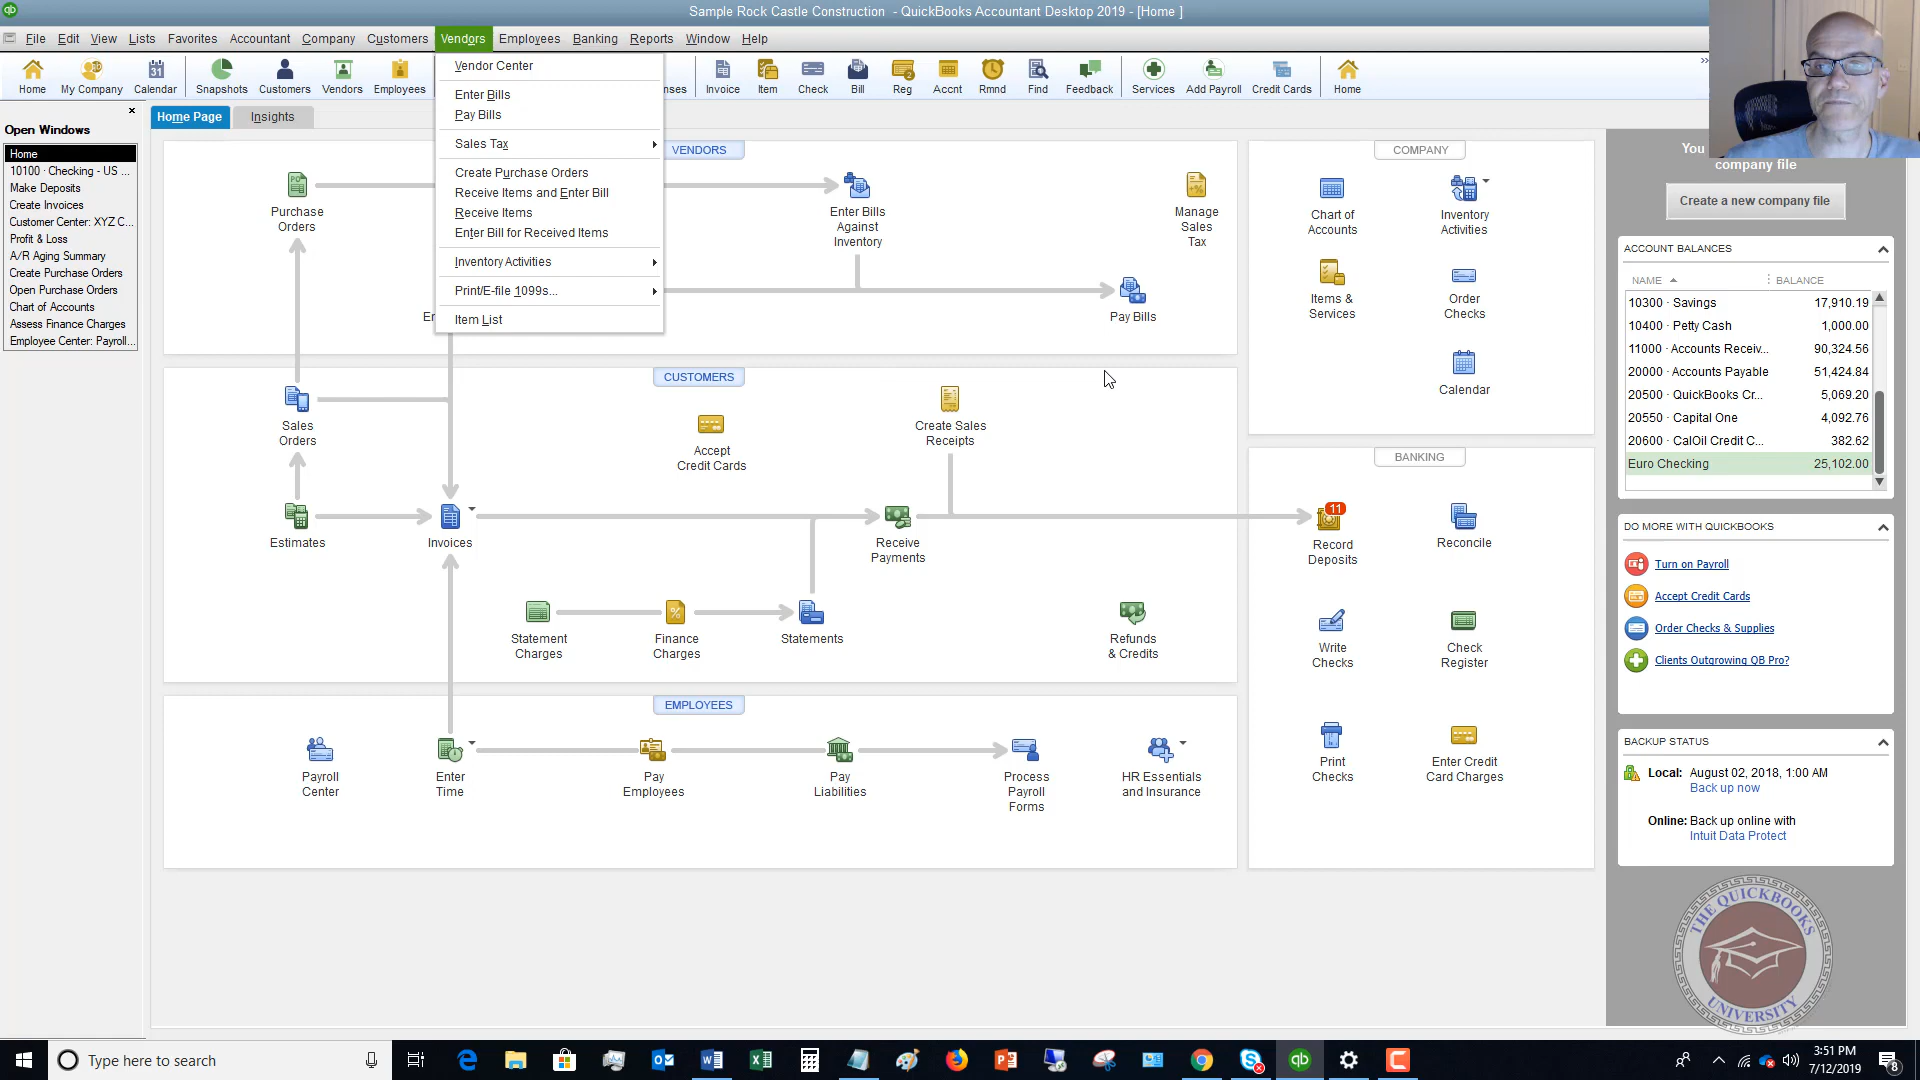 Sample Rock Castle Construction - QuickBooks Accountant Desktop 2019 - [Home ]
File Edit View Lists Favorites Accountant Company Customers Vendors Employees Banking Reports Window Help
Home My Company Calendar Snapshots Customers Vendors Employees Invoice Item Check Bill Reg Accnt Rmnd Find Feedback Services Add Payroll Credit Cards Home
Vendor Center
Enter Bills
Pay Bills
Sales Tax
Create Purchase Orders
Receive Items and Enter Bill
Receive Items
Enter Bill for Received Items
Inventory Activities
Print/E-file 1099s...
Item List
Home Page Insights
Open Windows
Home
10100 · Checking - US ...
Make Deposits
Create Invoices
Customer Center: XYZ C...
Profit & Loss
A/R Aging Summary
Create Purchase Orders
Open Purchase Orders
Chart of Accounts
Assess Finance Charges
Employee Center: Payroll...
VENDORS
Purchase
Orders
Enter Bills
Against
Inventory
Manage
Sales
Tax
Pay Bills
CUSTOMERS
Sales
Orders
Accept
Credit Cards
Create Sales
Receipts
Estimates
Invoices
Receive
Payments
Statement
Charges
Finance
Charges
Statements
Refunds
& Credits
EMPLOYEES
Payroll
Center
Enter
Time
Pay
Employees
Pay
Liabilities
Process
Payroll
Forms
HR Essentials
and Insurance
COMPANY
Chart of
Accounts
Inventory
Activities
Items &
Services
Order
Checks
Calendar
BANKING
11
Record
Deposits
Reconcile
Write
Checks
Check
Register
Print
Checks
Enter Credit
Card Charges
You
company file
Create a new company file
ACCOUNT BALANCES
NAME BALANCE
10300 · Savings 17,910.19
10400 · Petty Cash 1,000.00
11000 · Accounts Receiv... 90,324.56
20000 · Accounts Payable 51,424.84
20500 · QuickBooks Cr... 5,069.20
20550 · Capital One 4,092.76
20600 · CalOil Credit C... 382.62
Euro Checking 25,102.00
DO MORE WITH QUICKBOOKS
Turn on Payroll
Accept Credit Cards
Order Checks & Supplies
Clients Outgrowing QB Pro?
BACKUP STATUS
Local: August 02, 2018, 1:00 AM
Back up now
Online: Back up online with
Intuit Data Protect
THE QUICKBOOKS
UNIVERSITY
Type here to search
3:51 PM
7/12/2019
8